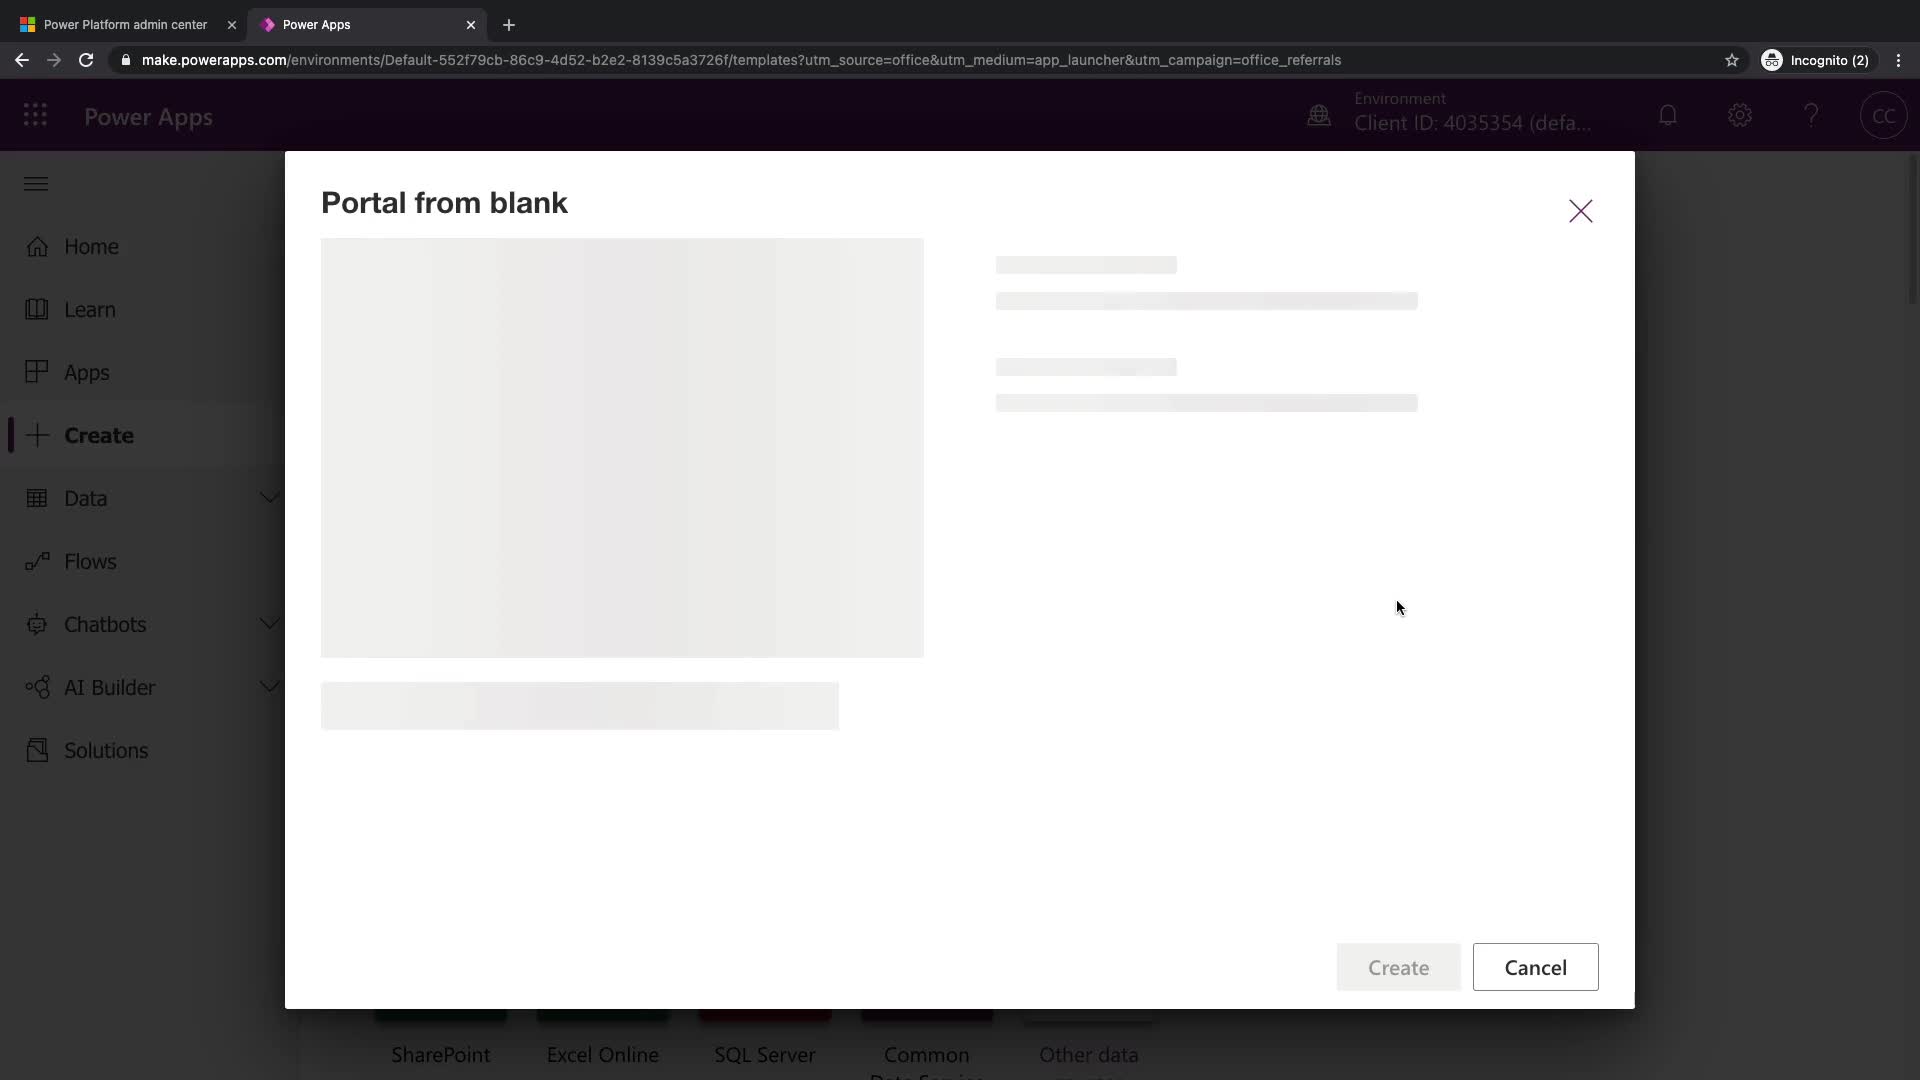 Power Platform admin center
Power Apps
make.powerapps.com/environments/Default-552f79cb-86c9-4d52-b2e2-8139c5a3726f/templates?utm_source=office&utm_medium=app_launcher&utm_campaign=office_referrals
Incognito (2)
Power Apps
Environment
Client ID: 4035354 (defa...
CC
Portal from blank
Home
Learn
Apps
Create
Data
Flows
Chatbots
AI Builder
Solutions
Create
Cancel
SharePoint
Excel Online
SQL Server
Common
Other data